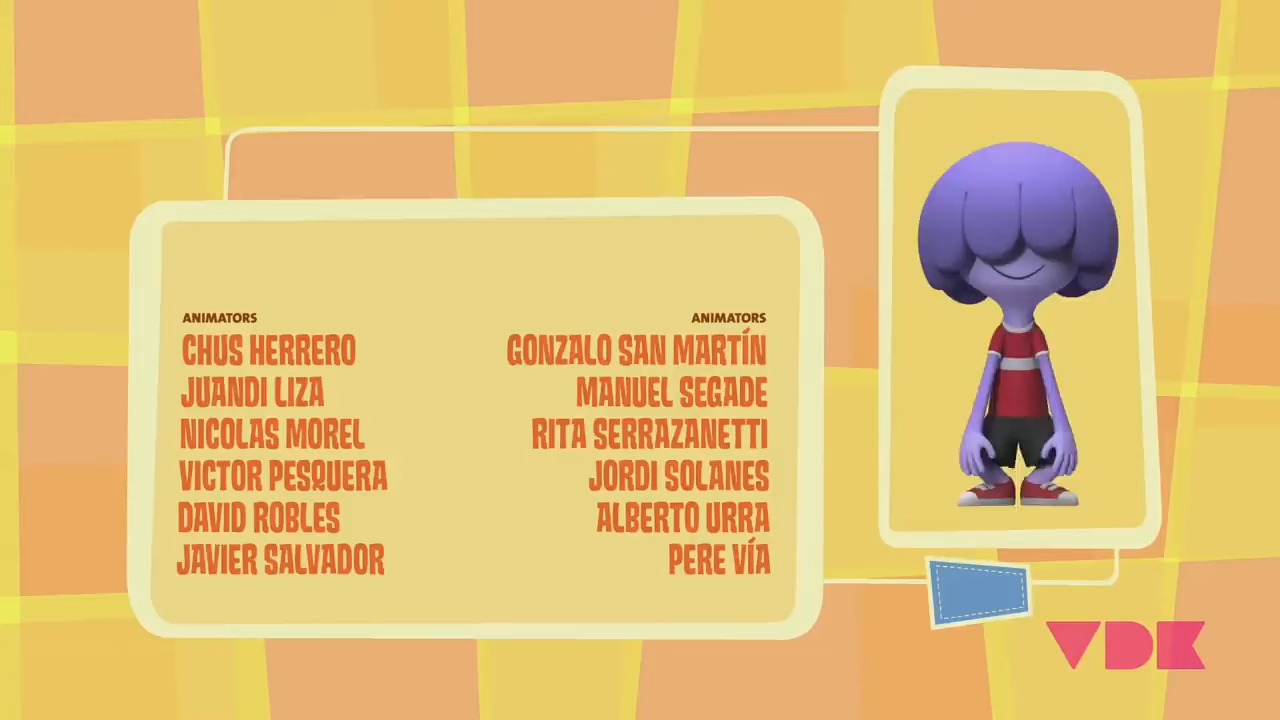 ANIMATORS
CHUS HERRERO
JUANDI LIZA
NICOLAS MOREL
VICTOR PESQUERA
DAVID ROBLES
JAVIER SALVADOR
ANIMATORS
GONZALO SAN MARTÍN
MANUEL SEGADE
RITA SERRAZANETTI
JORDI SOLANES
ALBERTO URRA
PERE VÍA
VDK